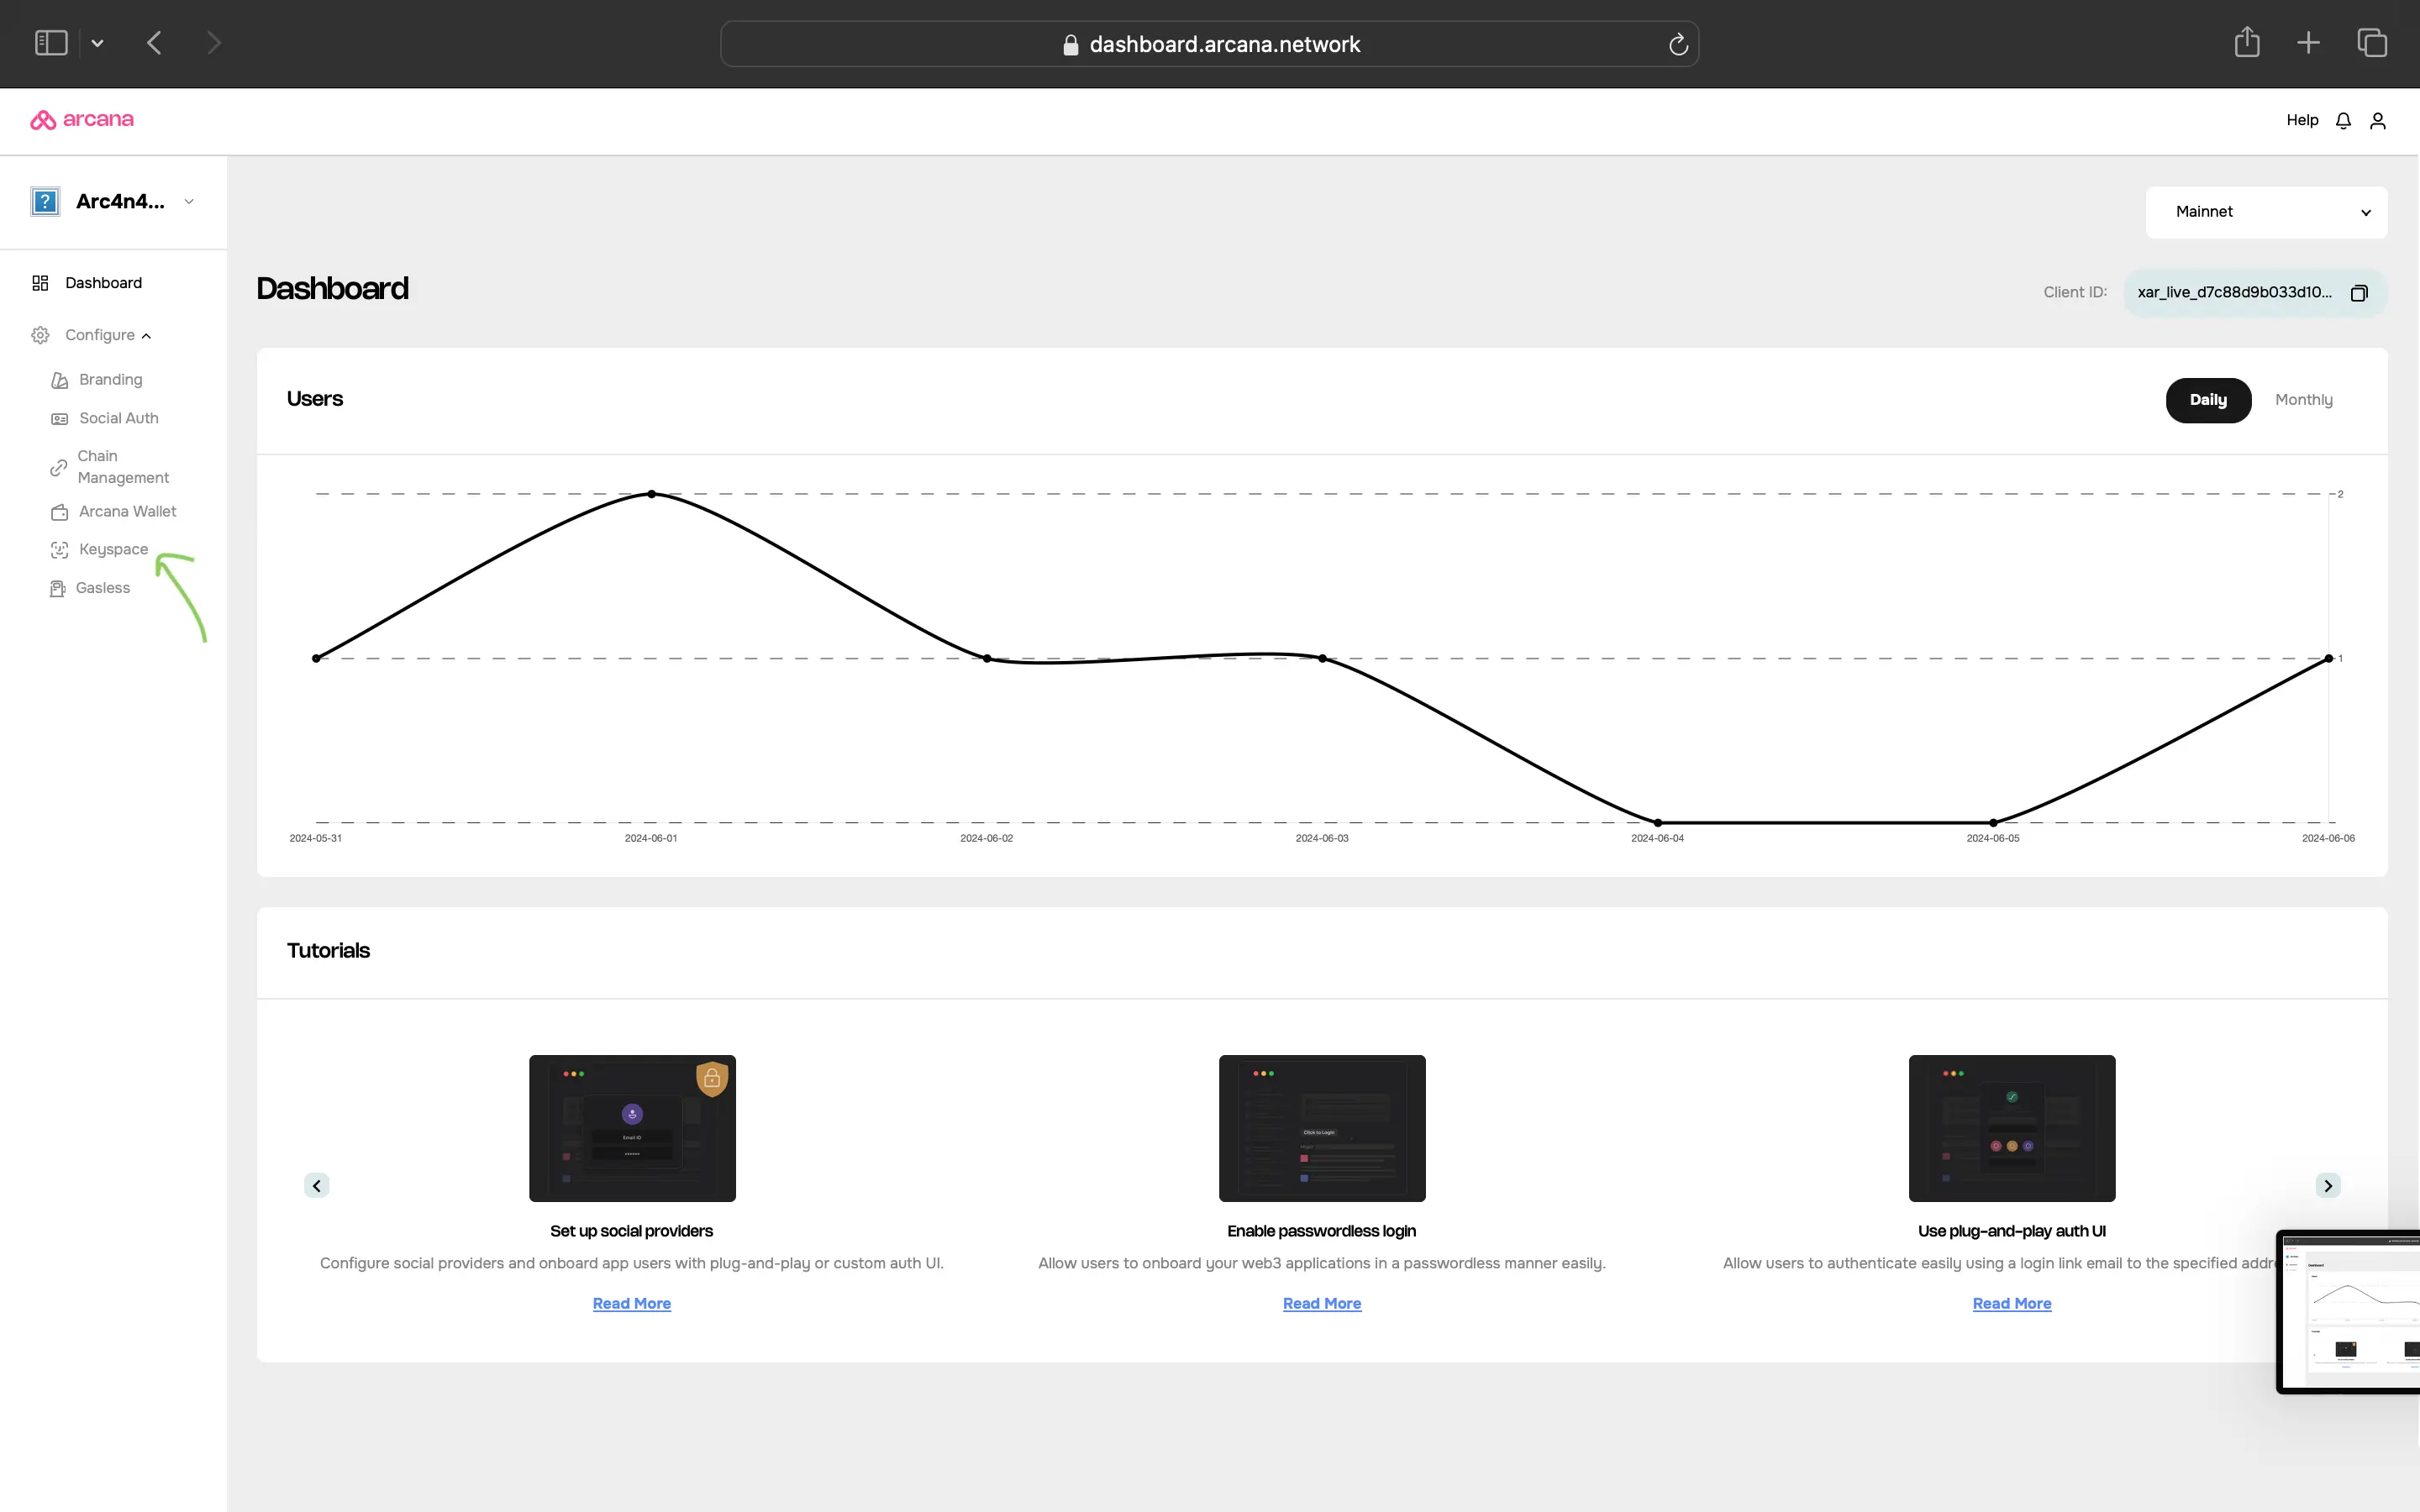 dashboard.arcana.network
arcana
Help
Arc4n4...
Mainnet
Dashboard
Dashboard
Client ID:
xar_live_d7c88d9b033d10...
Configure
Branding
Social Auth
Chain
Management
Arcana Wallet
Keyspace
Gasless
Users
Daily
Monthly
2
1
2024-05-31
2024-06-01
2024-06-02
2024-06-03
2024-06-04
2024-06-05
2024-06-06
Tutorials
Email ID
Click to Login
Set up social providers
Enable passwordless login
Use plug-and-play auth UI
Configure social providers and onboard app users with plug-and-play or custom auth UI.
Allow users to onboard your web3 applications in a passwordless manner easily.
Allow users to authenticate easily using a login link email to the specified addre
Read More
Read More
Read More